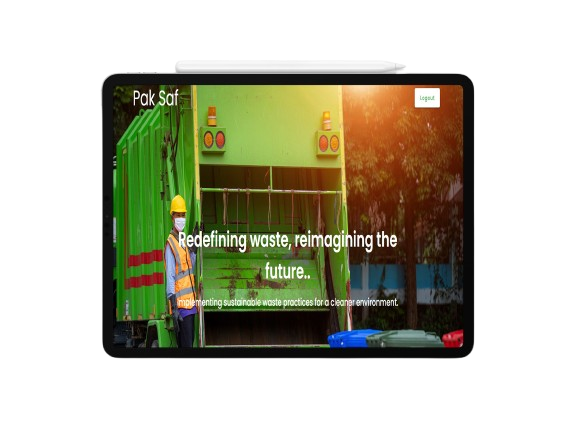 Pak Saf
Logout
Redefining waste, reimagining the
future..
Implementing sustainable waste practices for a cleaner environment.